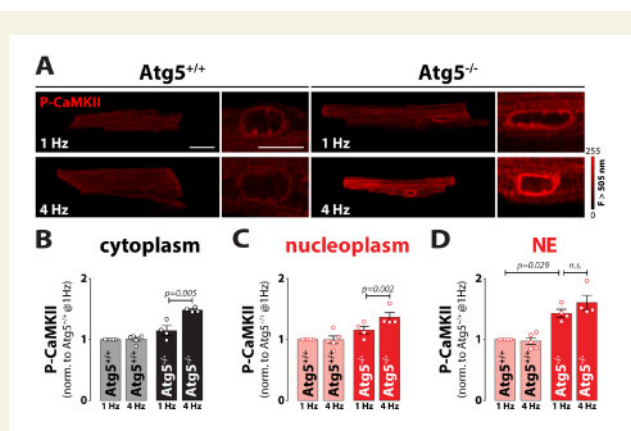 A
Atg5+/+
Atg5-/-
P-CaMKII
1 Hz
1 Hz
4 Hz
4 Hz
255
F > 505 nm
0
B cytoplasm
P-CaMKII
(norm. to Atg5+/+ @1Hz)
2
1
0
p=0.005
Atg5+/+
Atg5+/+
Atg5-/-
Atg5-/-
1 Hz 4 Hz 1 Hz 4 Hz
C nucleoplasm
P-CaMKII
(norm. to Atg5+/+ @1Hz)
2
1
0
p=0.002
Atg5+/+
Atg5+/+
Atg5-/-
Atg5-/-
1 Hz 4 Hz 1 Hz 4 Hz
D NE
P-CaMKII
(norm. to Atg5+/+ @1Hz)
2
1
0
p=0.029
n.s.
Atg5+/+
Atg5+/+
Atg5-/-
Atg5-/-
1 Hz 4 Hz 1 Hz 4 Hz